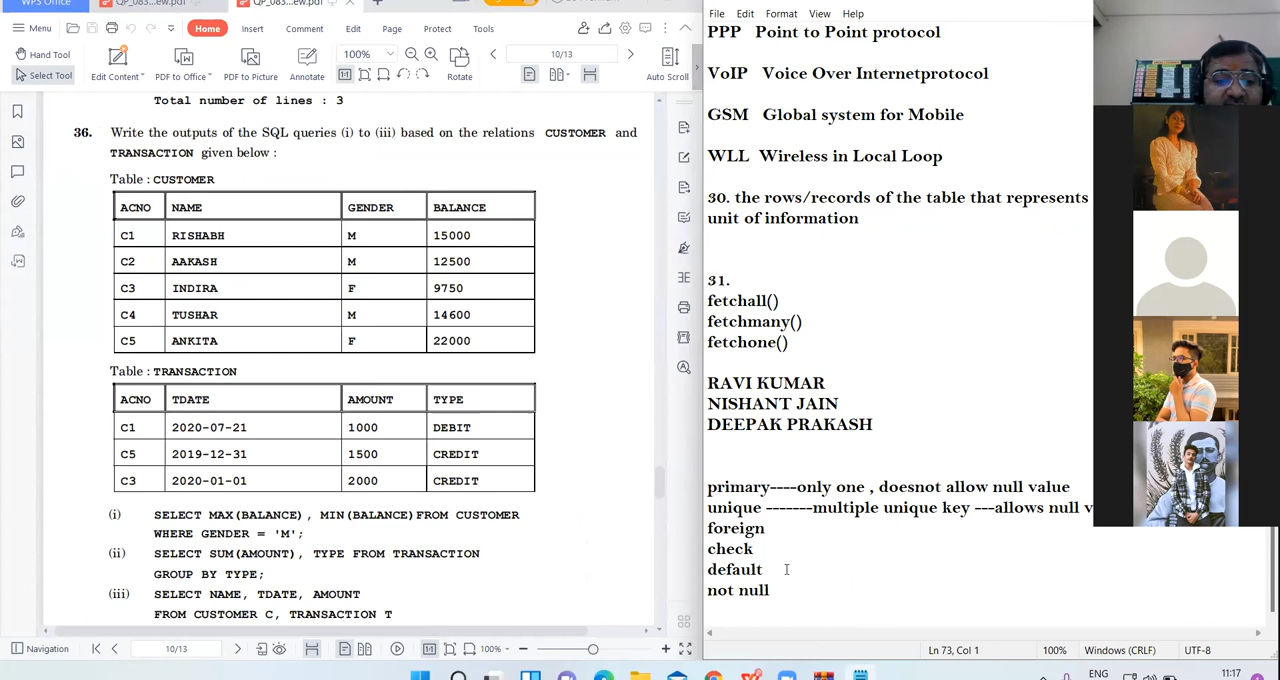 WPS Office
QP_083...ew.pdf
QP_083...ew.pdf
Menu
Home
Insert
Comment
Edit
Page
Protect
Tools
Hand Tool
Select Tool
Edit Content
PDF to Office
PDF to Picture
Annotate
100%
Rotate
10/13
Auto Scroll
Total number of lines : 3
36. Write the outputs of the SQL queries (i) to (iii) based on the relations CUSTOMER and
TRANSACTION given below :
Table : CUSTOMER
ACNO NAME GENDER BALANCE
C1 RISHABH M 15000
C2 AAKASH M 12500
C3 INDIRA F 9750
C4 TUSHAR M 14600
C5 ANKITA F 22000
Table : TRANSACTION
ACNO TDATE AMOUNT TYPE
C1 2020-07-21 1000 DEBIT
C5 2019-12-31 1500 CREDIT
C3 2020-01-01 2000 CREDIT
(i) SELECT MAX(BALANCE), MIN(BALANCE)FROM CUSTOMER
WHERE GENDER = 'M';
(ii) SELECT SUM(AMOUNT), TYPE FROM TRANSACTION
GROUP BY TYPE;
(iii) SELECT NAME, TDATE, AMOUNT
FROM CUSTOMER C, TRANSACTION T
Navigation
10/13
100%
File Edit Format View Help
PPP Point to Point protocol
VoIP Voice Over Internetprotocol
GSM Global system for Mobile
WLL Wireless in Local Loop
30. the rows/records of the table that represents
unit of information
31.
fetchall()
fetchmany()
fetchone()
RAVI KUMAR
NISHANT JAIN
DEEPAK PRAKASH
primary----only one , doesnot allow null value
unique -------multiple unique key ---allows null v
foreign
check
default
not null
Ln 73, Col 1 100% Windows (CRLF) UTF-8
ENG
11:17